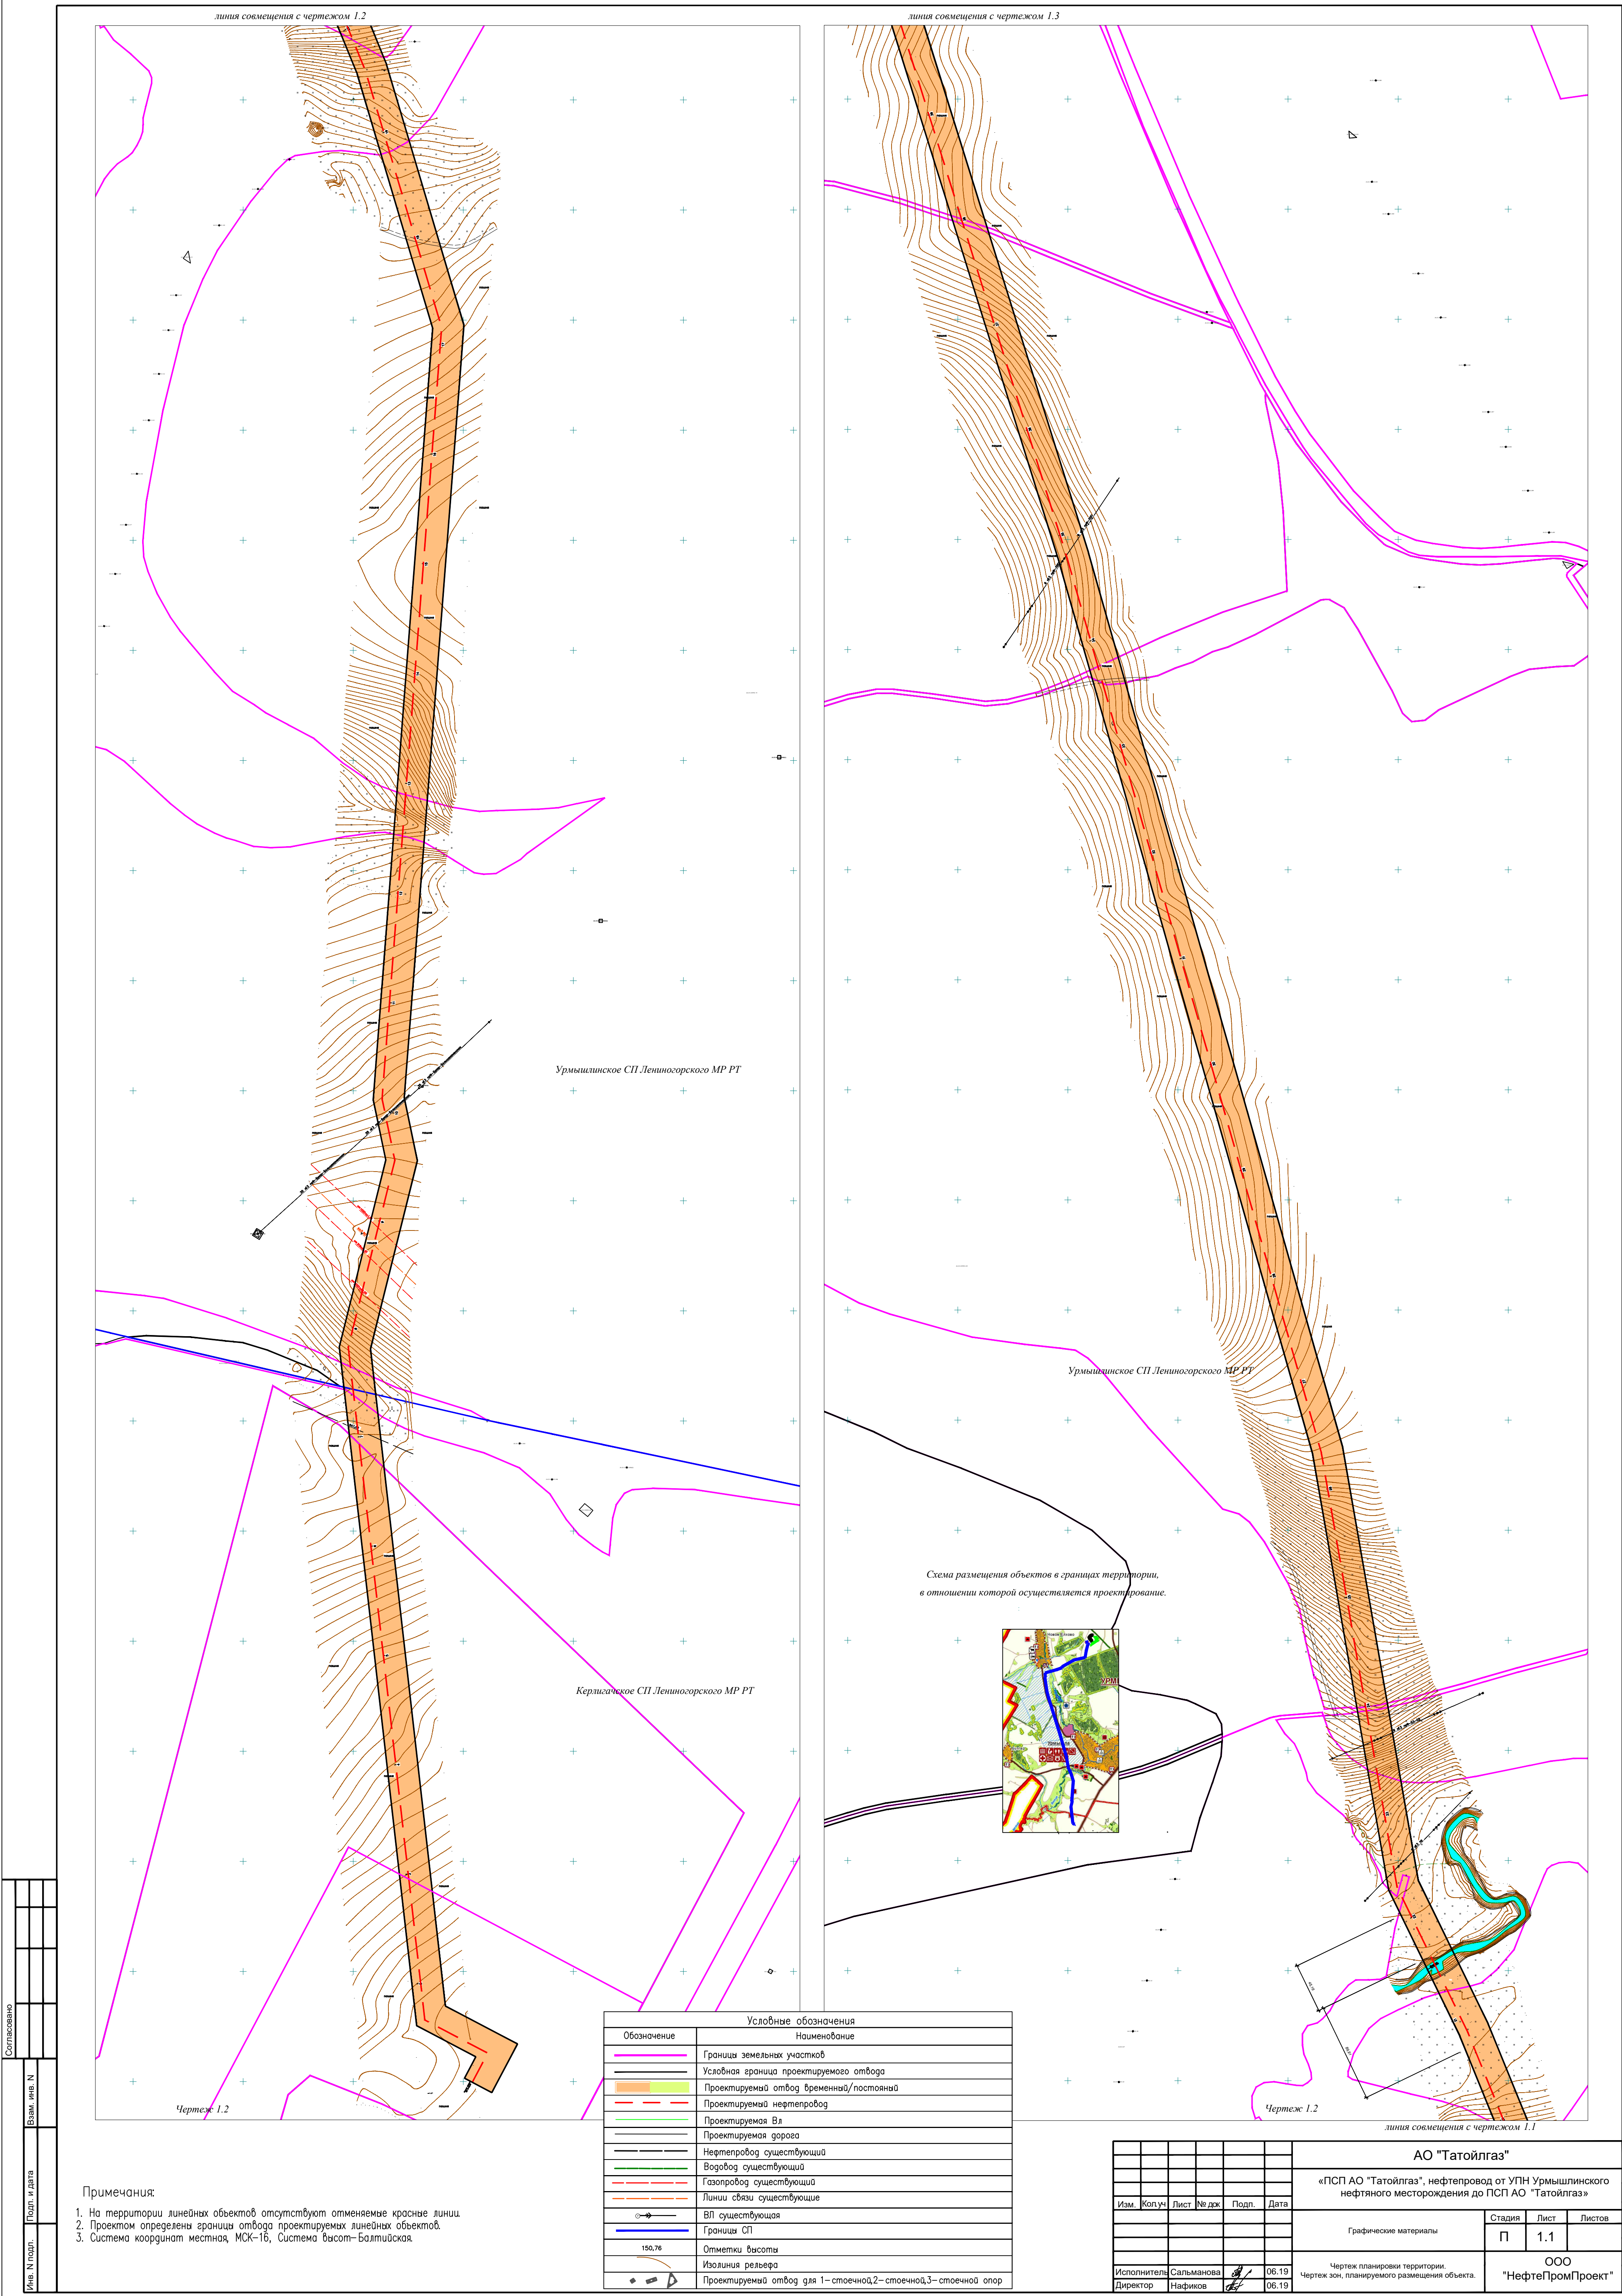 линия совмещения с чертежом 1.2
линия совмещения с чертежом 1.3
Урмышлинское СП Лениногорского МР РТ
Керлигачское СП Лениногорского МР РТ
Чертеж 1.2
Урмышлинское СП Лениногорского МР РТ
Схема размещения объектов в границах территории,
в отношении которой осуществляется проектирование.
УРМ
Чертеж 1.2
линия совмещения с чертежом 1.1
Условные обозначения
Обозначение Наименование
Границы земельных участков
Условная граница проектируемого отвода
Проектируемый отвод временный/постояный
Проектируемый нефтепровод
Проектируемая Вл
Проектируемая дорога
Нефтепровод существующий
Водовод существующий
Газопровод существующий
Линии связи существующие
ВЛ существующая
Границы СП
150,76 Отметки высоты
Изолиния рельефа
Проектируемый отвод для 1-стоечной,2-стоечной,3-стоечной опор
Примечания:
1. На территории линейных объектов отсутствуют отменяемые красные линии.
2. Проектом определены границы отвода проектируемых линейных объектов.
3. Система координат местная, МСК-16, Система высот-Балтийская.
Согласовано
Взам. инв. N
Подп. и дата
Инв. N подл.
АО "Татойлгаз"
«ПСП АО "Татойлгаз", нефтепровод от УПН Урмышлинского
нефтяного месторождения до ПСП АО "Татойлгаз»
Изм. Кол.уч Лист № док Подп. Дата
Графические материалы
Стадия Лист Листов
П 1.1
Исполнитель Сальманова 06.19
Директор Нафиков 06.19
Чертеж планировки территории.
Чертеж зон, планируемого размещения объекта.
ООО
"НефтеПромПроект"